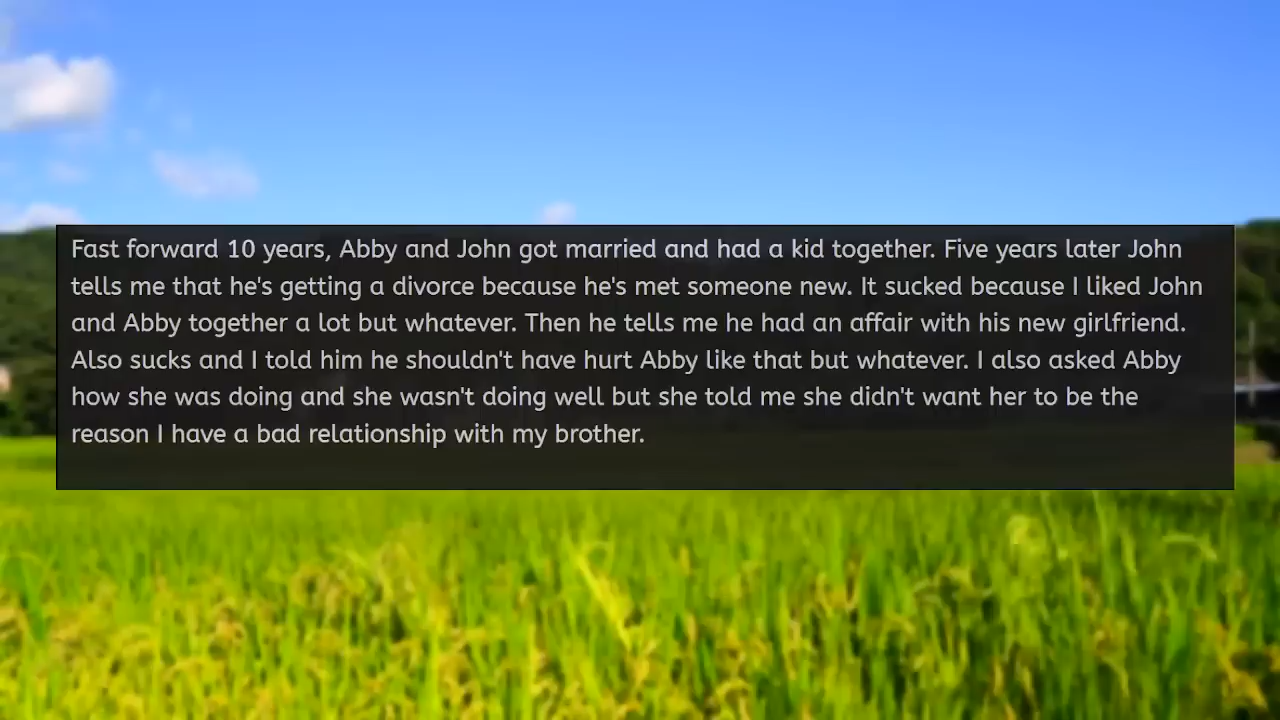 Fast forward 10 years, Abby and John got married and had a kid together. Five years later John
tells me that he's getting a divorce because he's met someone new. It sucked because I liked John
and Abby together a lot but whatever. Then he tells me he had an affair with his new girlfriend.
Also sucks and I told him he shouldn't have hurt Abby like that but whatever. I also asked Abby
how she was doing and she wasn't doing well but she told me she didn't want her to be the
reason I have a bad relationship with my brother.